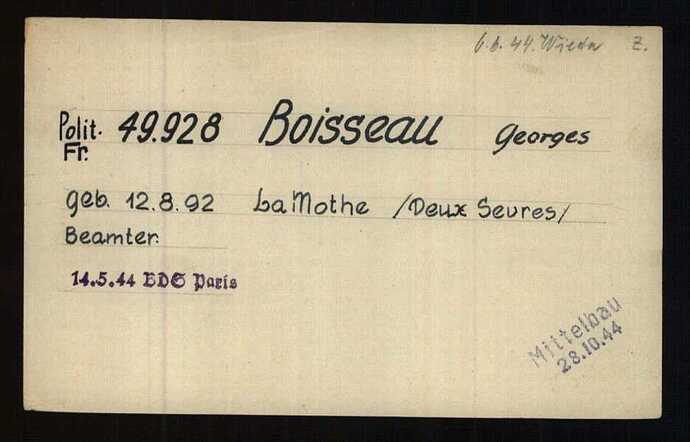 6.6.44. Wieda Z.
Polit. 49.928 Boisseau Georges
Fr.
geb. 12.8.92 La Mothe /Deux Sevres/
Beamter.
14.5.44 BDS Paris
Mittelbau
28.10.44